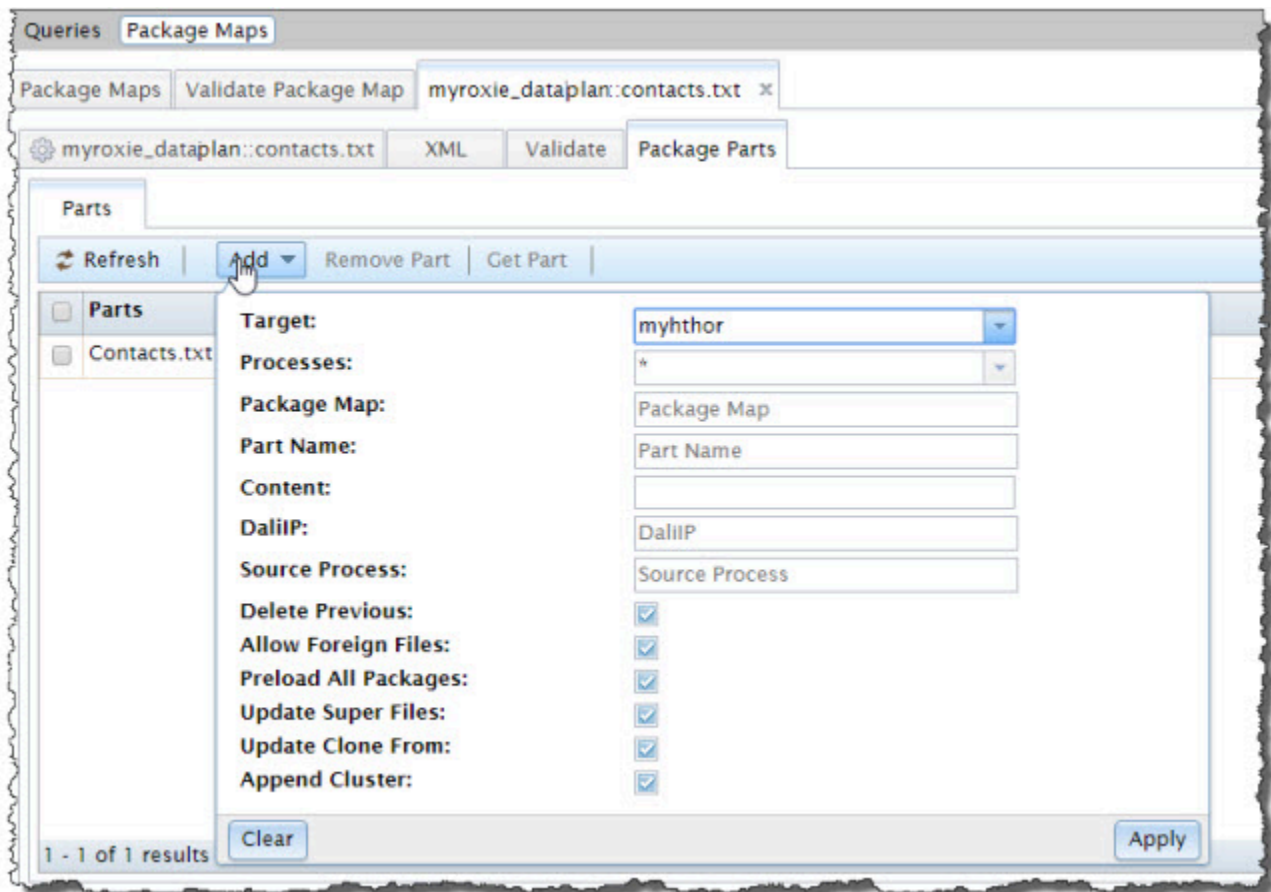 Queries Package Maps
Package Maps Validate Package Map myroxie_dataplan::contacts.txt ×
myroxie_dataplan::contacts.txt XML Validate Package Parts
Parts
Refresh Add Remove Part Get Part
Parts
Contacts.txt
Target: myhthor
Processes: *
Package Map: Package Map
Part Name: Part Name
Content:
DaliIP: DaliIP
Source Process: Source Process
Delete Previous:
Allow Foreign Files:
Preload All Packages:
Update Super Files:
Update Clone From:
Append Cluster:
Clear Apply
1 - 1 of 1 results